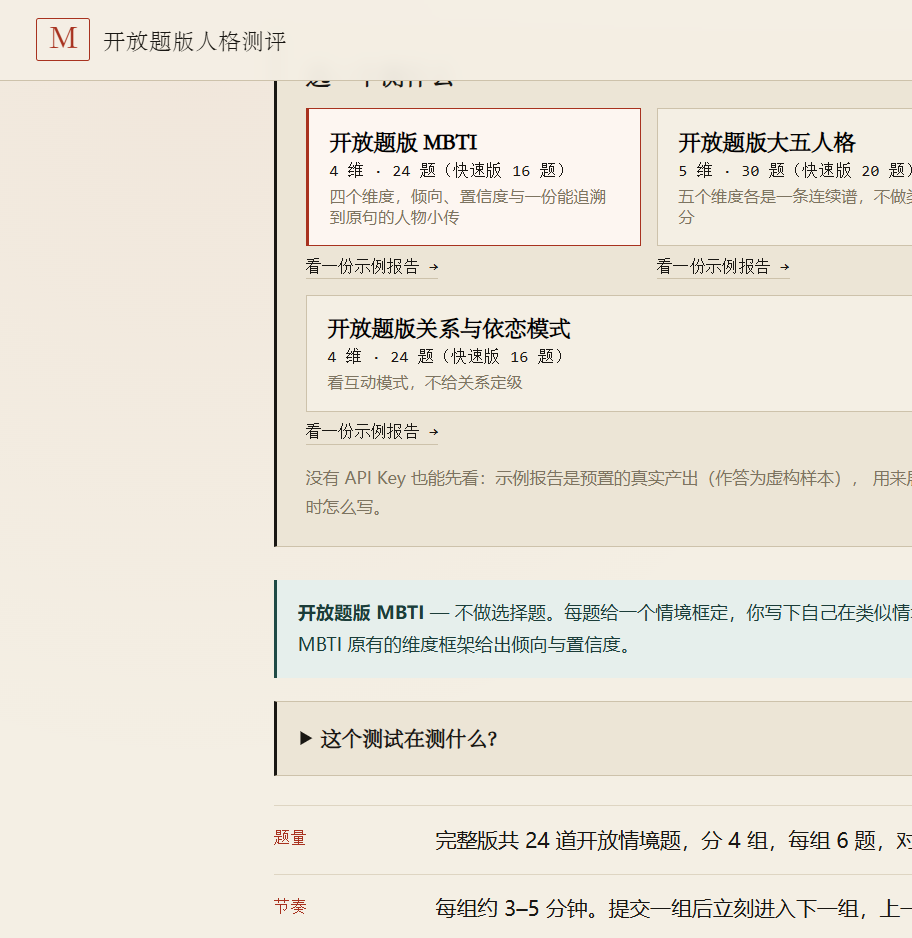 M 开放题版人格测评
开放题版 MBTI
4 维 · 24 题（快速版 16 题）
四个维度，倾向、置信度与一份能追溯
到原句的人物小传
看一份示例报告 →
开放题版大五人格
5 维 · 30 题（快速版 20 题）
五个维度各是一条连续谱，不做
分
看一份示例报告 →
开放题版关系与依恋模式
4 维 · 24 题（快速版 16 题）
看互动模式，不给关系定级
看一份示例报告 →
没有 API Key 也能先看：示例报告是预置的真实产出（作答为虚构样本）， 用来
时怎么写。
开放题版 MBTI — 不做选择题。每题给一个情境框定，你写下自己在类似情
MBTI 原有的维度框架给出倾向与置信度。
▶ 这个测试在测什么?
题量
完整版共 24 道开放情境题，分 4 组，每组 6 题，对
节奏
每组约 3–5 分钟。提交一组后立刻进入下一组，上一